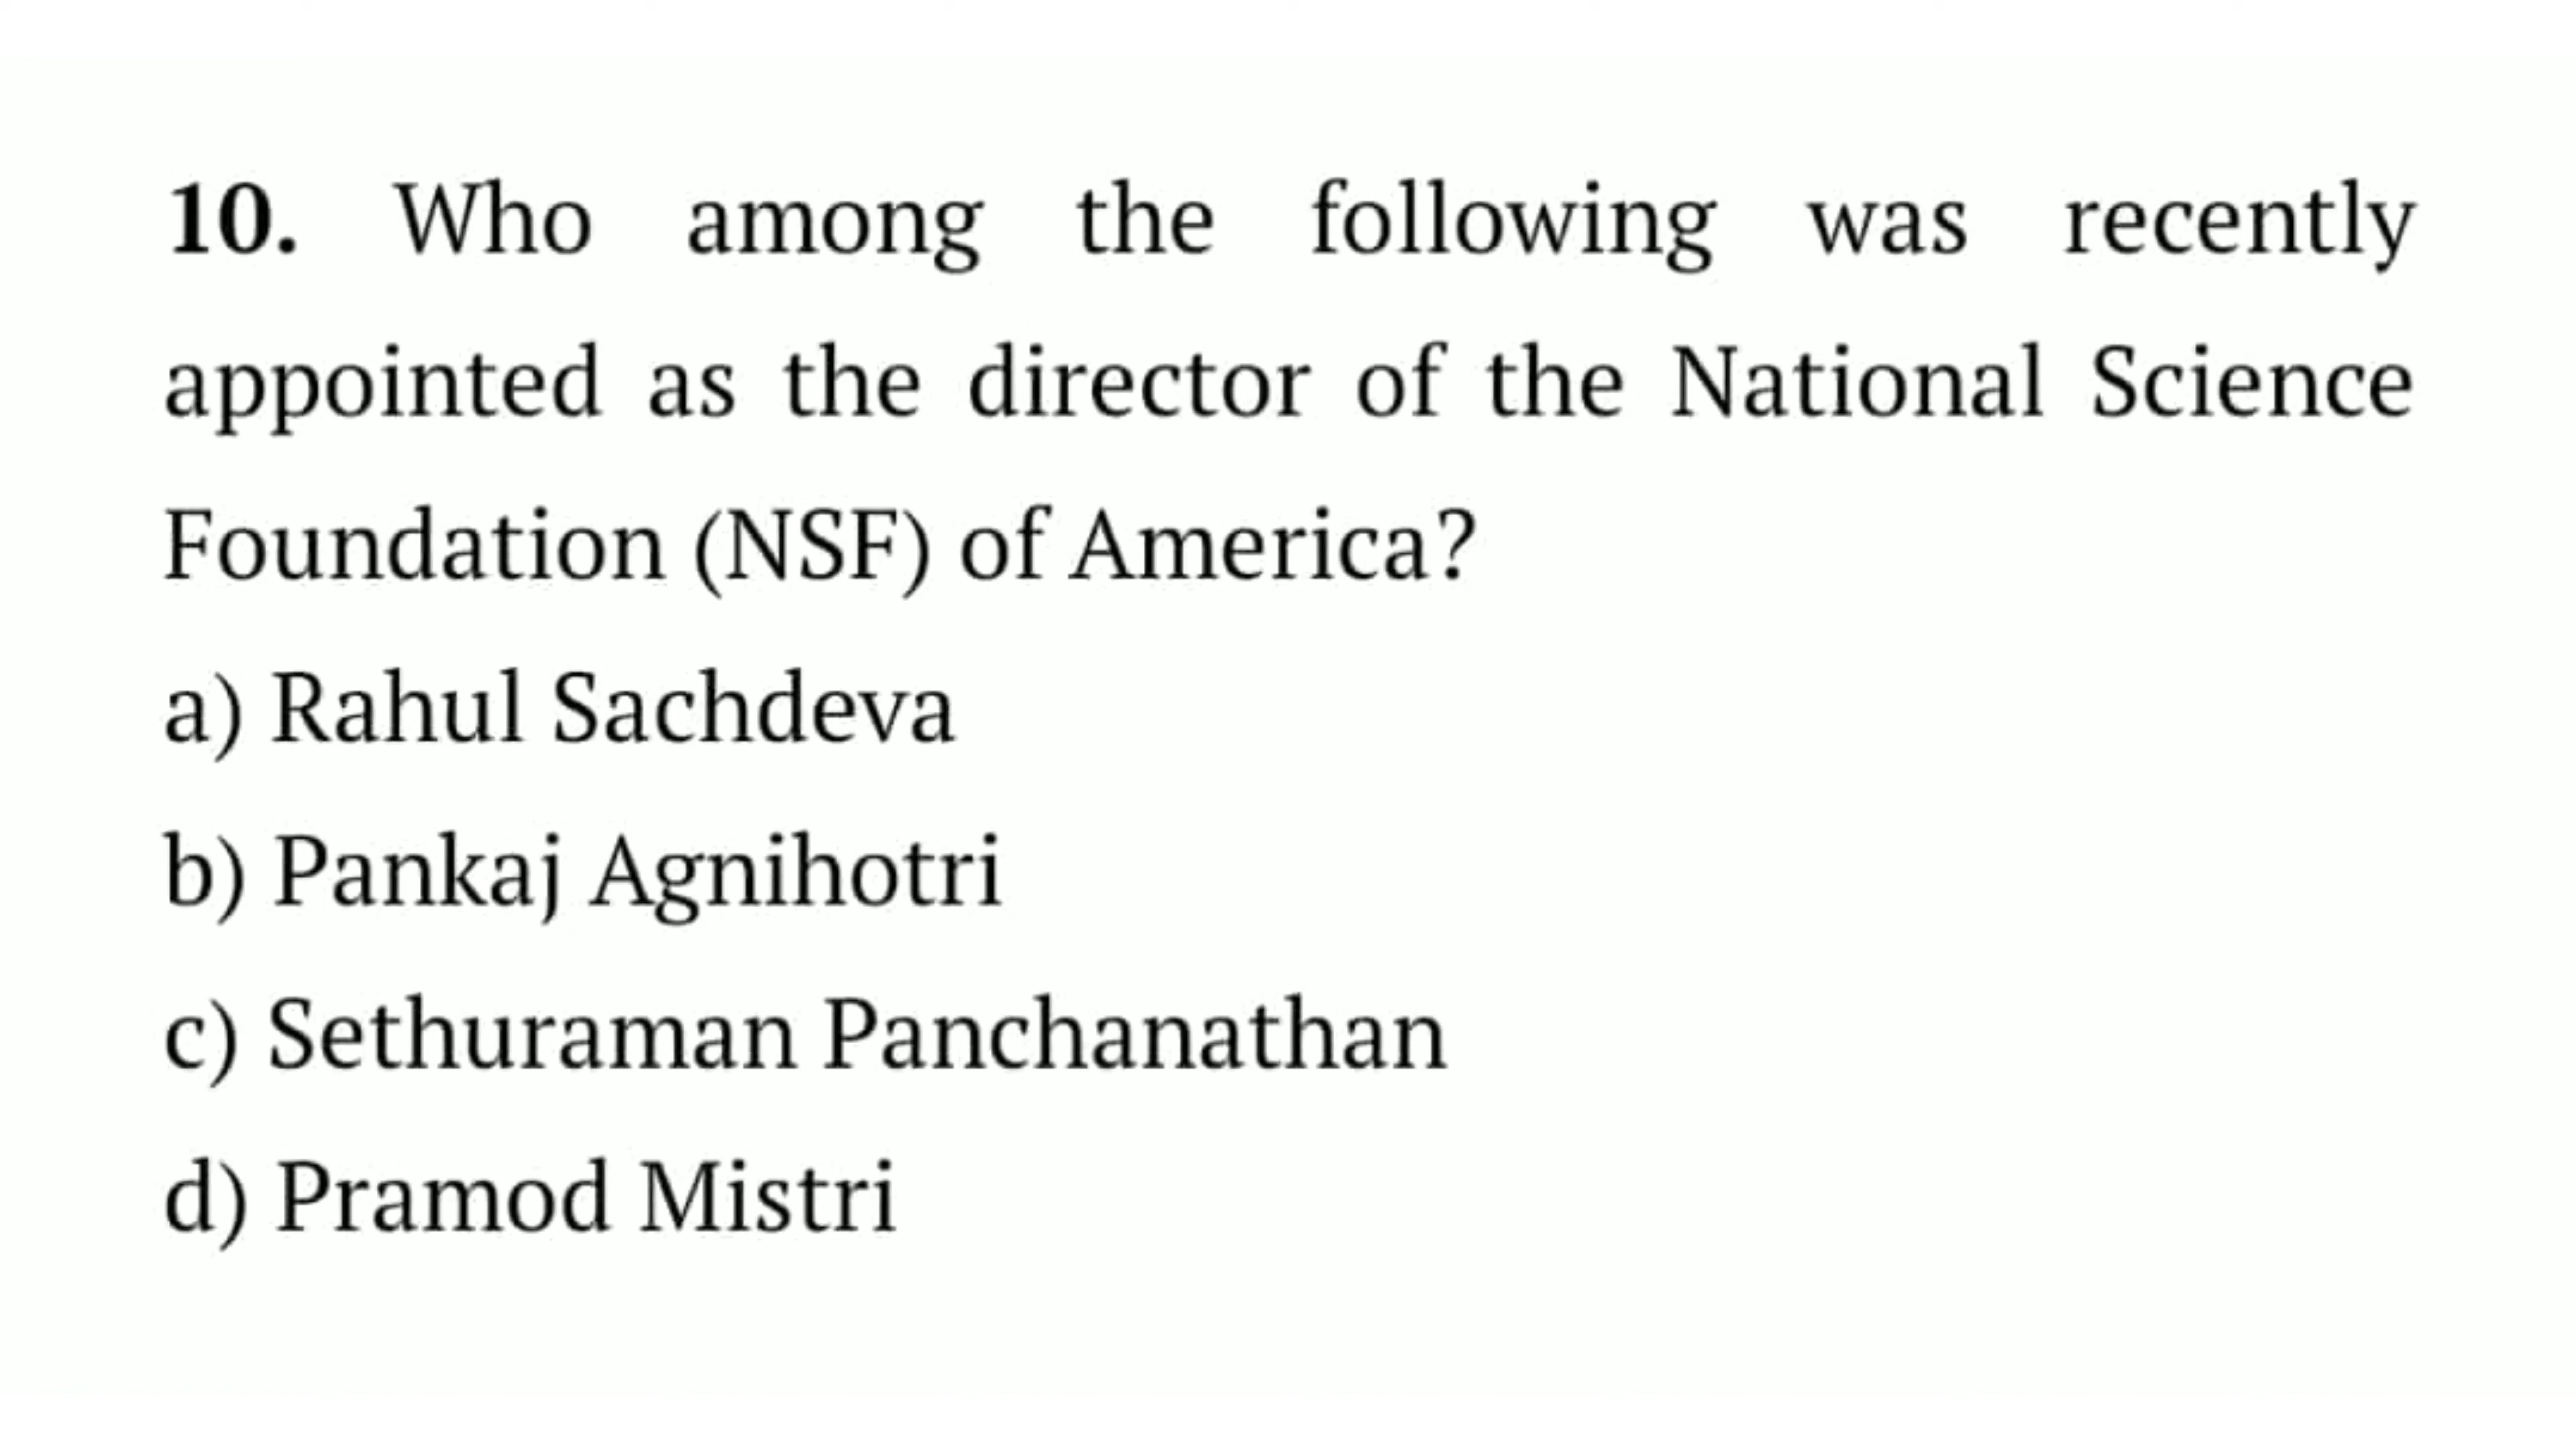 10. Who among the following was recently
appointed as the director of the National Science
Foundation (NSF) of America?
a) Rahul Sachdeva
b) Pankaj Agnihotri
c) Sethuraman Panchanathan
d) Pramod Mistri